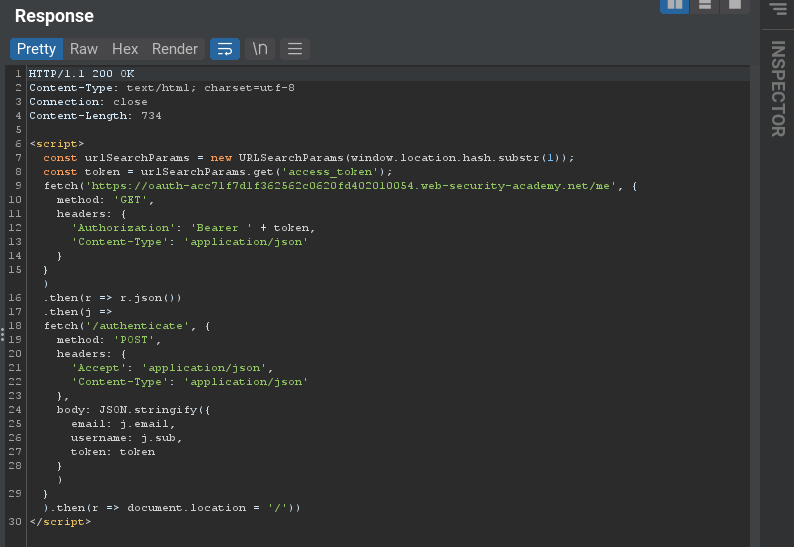 Response
Pretty Raw Hex Render \n
INSPECTOR
1 HTTP/1.1 200 OK
2 Content-Type: text/html; charset=utf-8
3 Connection: close
4 Content-Length: 734
5
6 <script>
7 const urlSearchParams = new URLSearchParams(window.location.hash.substr(1));
8 const token = urlSearchParams.get('access_token');
9 fetch('https://oauth-acc71f7d1f362562c0620fd402010054.web-security-academy.net/me', {
10 method: 'GET',
11 headers: {
12 'Authorization': 'Bearer ' + token,
13 'Content-Type': 'application/json'
14 }
15 }
)
16 .then(r => r.json())
17 .then(j =>
18 fetch('/authenticate', {
19 method: 'POST',
20 headers: {
21 'Accept': 'application/json',
22 'Content-Type': 'application/json'
23 },
24 body: JSON.stringify({
25 email: j.email,
26 username: j.sub,
27 token: token
28 }
)
29 }
).then(r => document.location = '/'))
30 </script>